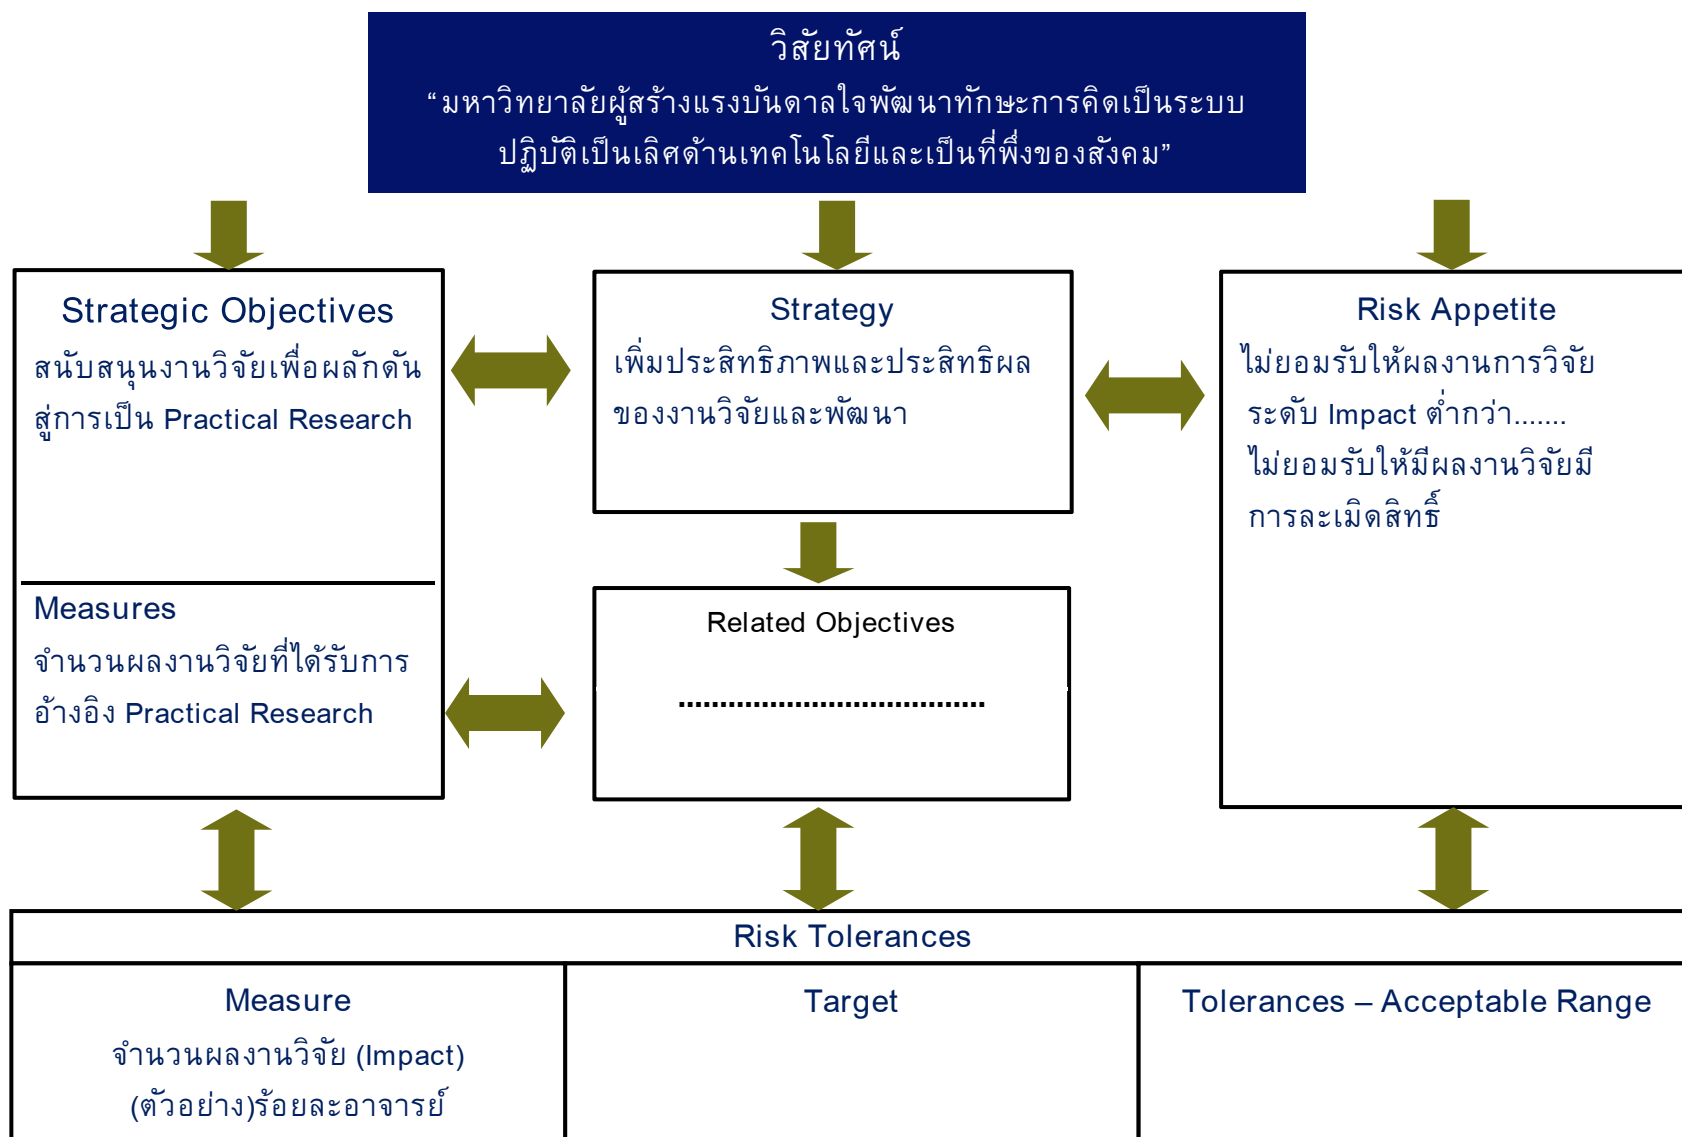 วิสัยทัศน์
“มหาวิทยาลัยผู้สร้างแรงบันดาลใจพัฒนาทักษะการคิดเป็นระบบ
ปฏิบัติเป็นเลิศด้านเทคโนโลยีและเป็นที่พึ่งของสังคม”
Strategic Objectives
สนับสนุนงานวิจัยเพื่อผลักดัน
สู่การเป็น Practical Research
Measures
จำนวนผลงานวิจัยที่ได้รับการ
อ้างอิง Practical Research
Strategy
เพิ่มประสิทธิภาพและประสิทธิผล
ของงานวิจัยและพัฒนา
Related Objectives
.....................................
Risk Appetite
ไม่ยอมรับให้ผลงานการวิจัย
ระดับ Impact ต่ำกว่า.......
ไม่ยอมรับให้มีผลงานวิจัยมี
การละเมิดสิทธิ์
Risk Tolerances
Measure
จำนวนผลงานวิจัย (Impact)
(ตัวอย่าง)ร้อยละอาจารย์
Target
Tolerances – Acceptable Range